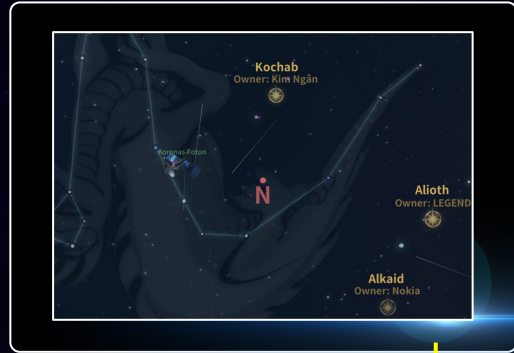 Kochab
Owner: Kim Ngân
Koronas-Foton
N
Alioth
Owner: LEGEND
Alkaid
Owner: Nokia